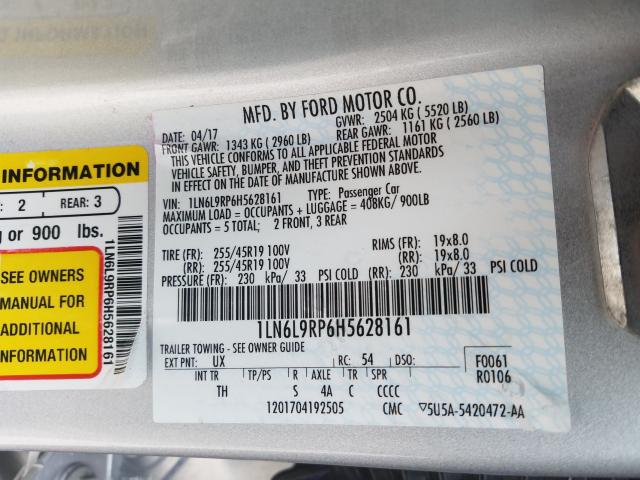 INFORMATION
: 2 REAR: 3
g or 900 lbs.
SEE OWNERS
MANUAL FOR
ADDITIONAL
INFORMATION
1LN6L9RP6H5628161
MFD. BY FORD MOTOR CO.
DATE: 04/17 GVWR: 2504 KG ( 5520 LB)
FRONT GAWR: 1343 KG ( 2960 LB) REAR GAWR: 1161 KG ( 2560 LB)
THIS VEHICLE CONFORMS TO ALL APPLICABLE FEDERAL MOTOR
VEHICLE SAFETY, BUMPER, AND THEFT PREVENTION STANDARDS
IN EFFECT ON THE DATE OF MANUFACTURE SHOWN ABOVE.
VIN: 1LN6L9RP6H5628161 TYPE: Passenger Car
MAXIMUM LOAD = OCCUPANTS + LUGGAGE = 408KG/ 900LB
OCCUPANTS = 5 TOTAL; 2 FRONT, 3 REAR
TIRE (FR): 255/45R19 100V RIMS (FR): 19x8.0
(RR): 255/45R19 100V (RR): 19x8.0
PRESSURE (FR): 230 kPa/ 33 PSI COLD (RR): 230 kPa/ 33 PSI COLD
1LN6L9RP6H5628161
TRAILER TOWING - SEE OWNER GUIDE
EXT PNT: UX RC: 54 DSO: F0061
INT TR TP/PS R AXLE TR SPR R0106
TH S 4A C CCCC
1201704192505 CMC ▼5U5A-5420472-AA